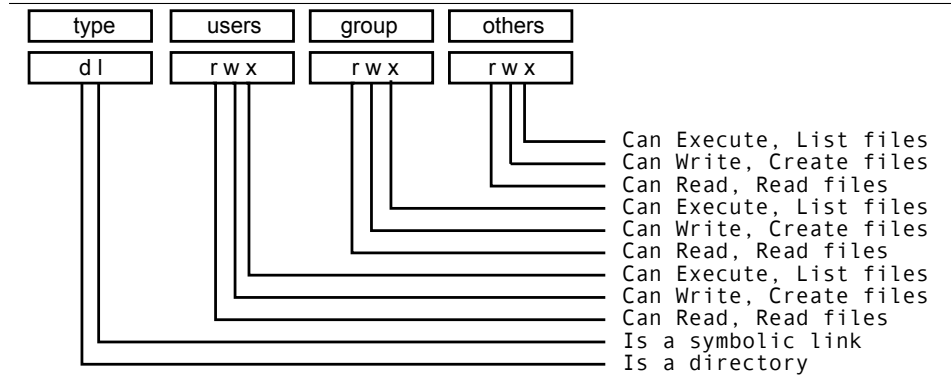 type users group others
d l r w x r w x r w x
Can Execute, List files
Can Write, Create files
Can Read, Read files
Can Execute, List files
Can Write, Create files
Can Read, Read files
Can Execute, List files
Can Write, Create files
Can Read, Read files
Is a symbolic link
Is a directory